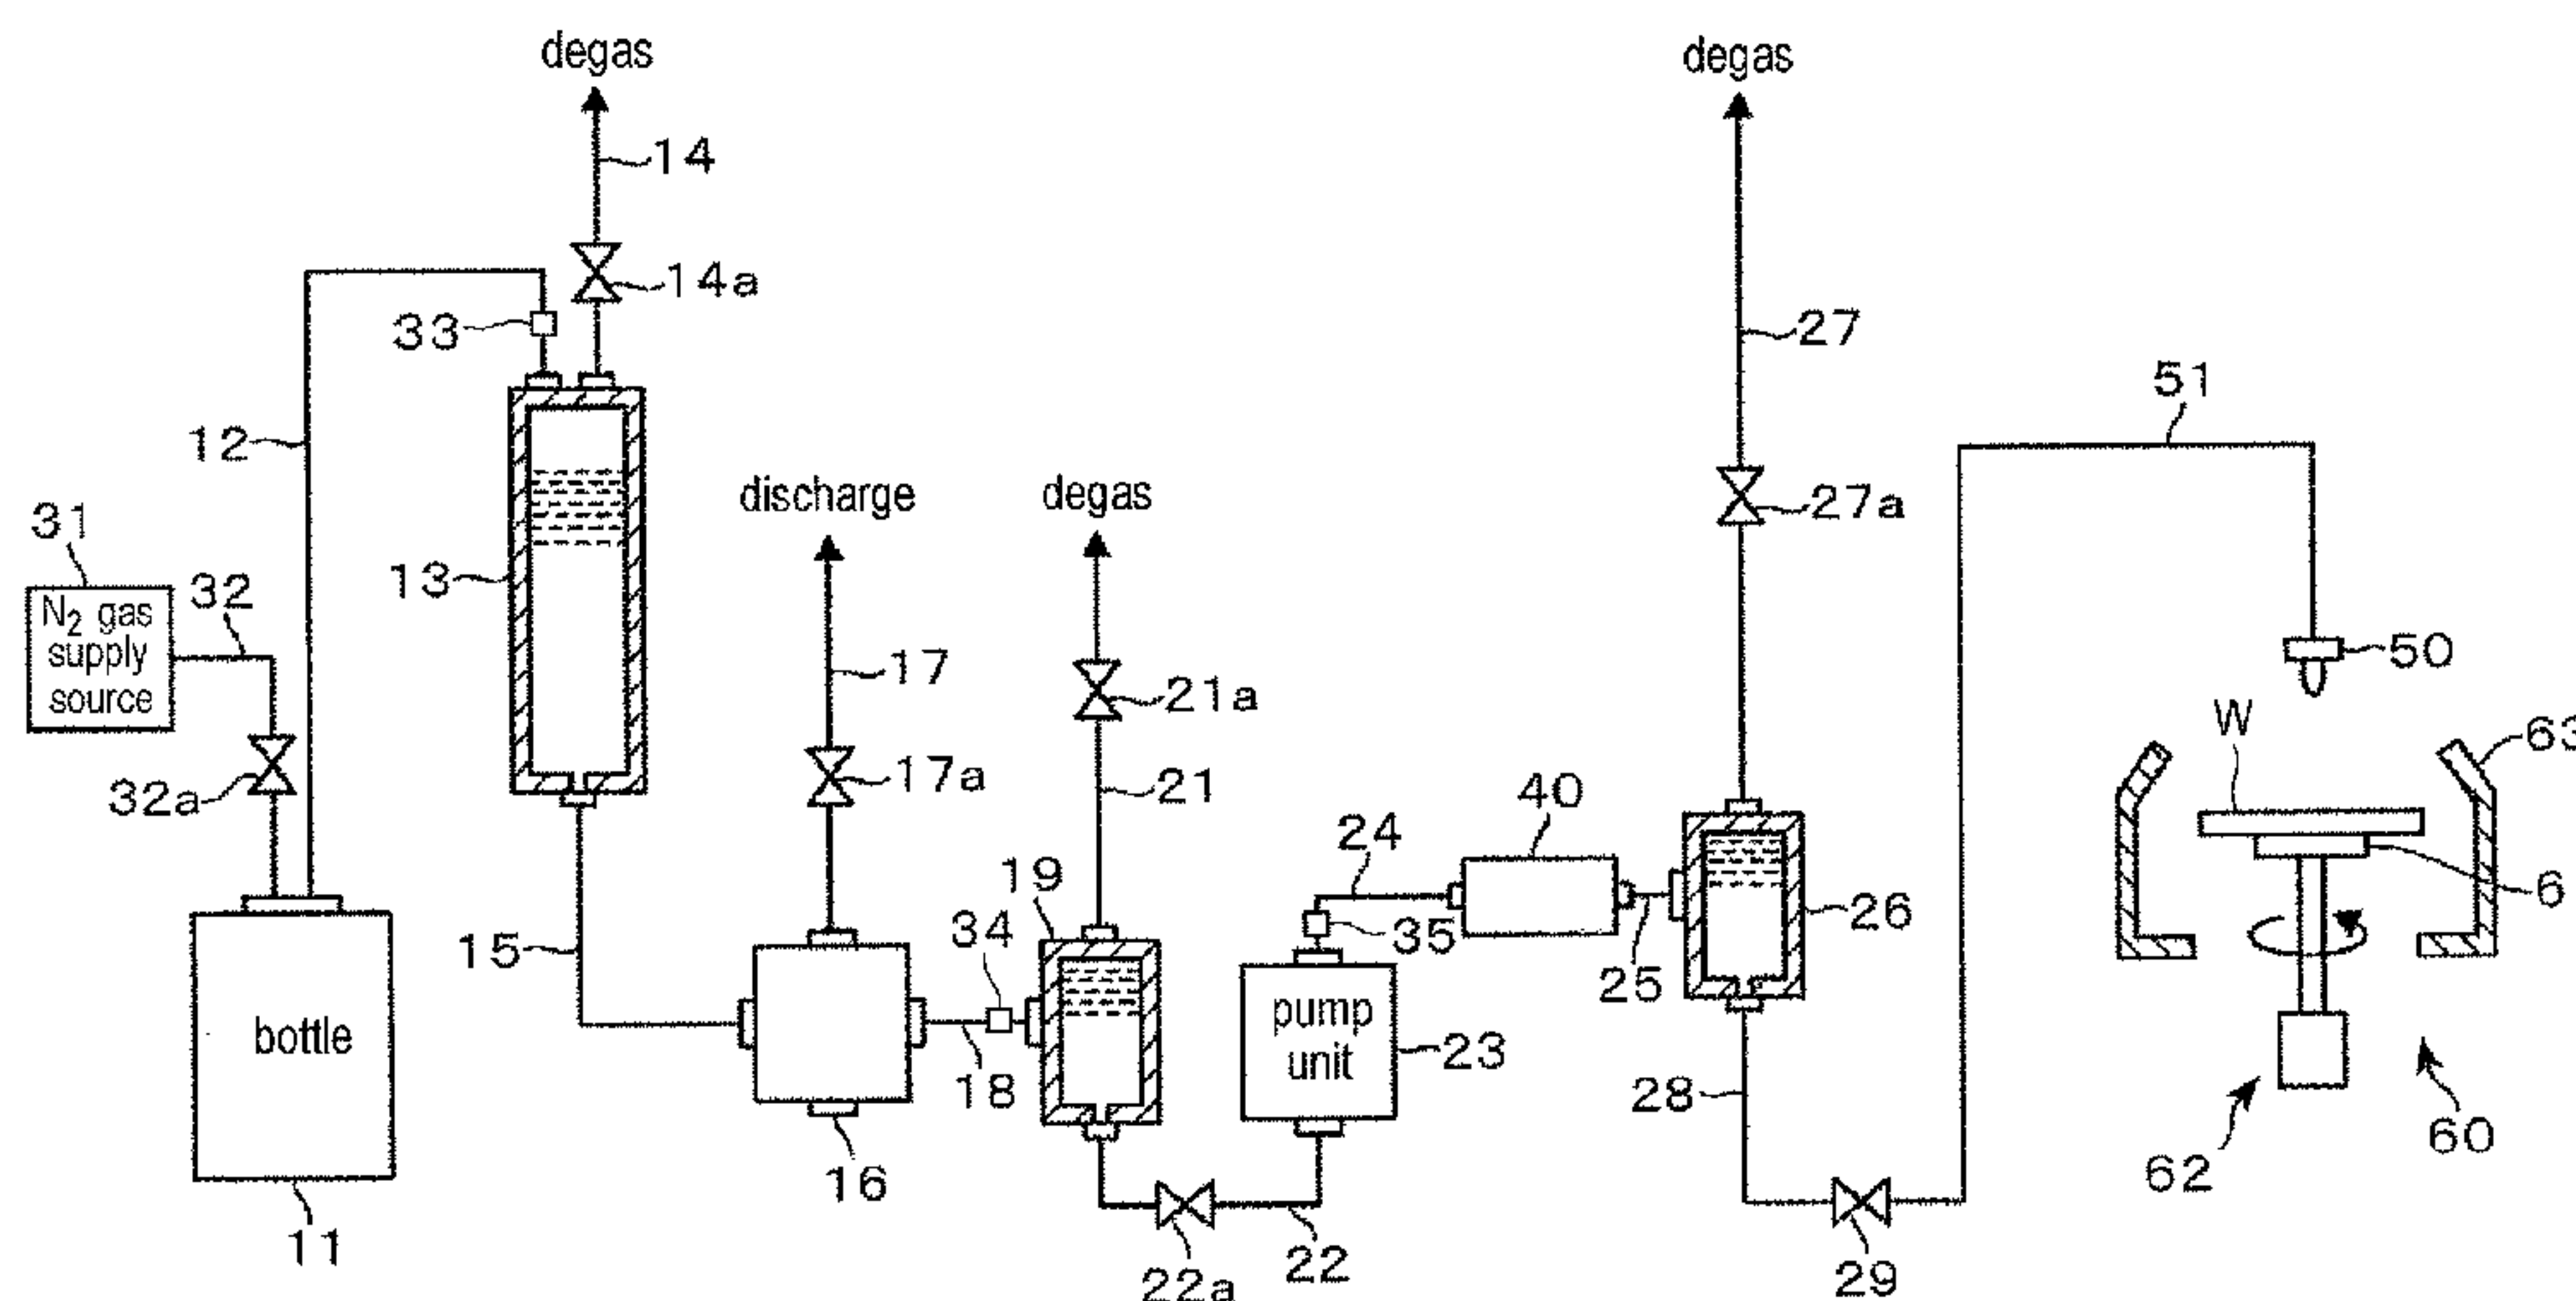 degas
degas
14
14a
33
27
51
12
27a
discharge
degas
31
32
13
N₂ gas
supply
source
17
21a
50
W
63
32a
17a
21
40
24
19
6
15
34
35
26
25
bottle
pump
unit
23
18
28
60
16
62
11
22a
22
29